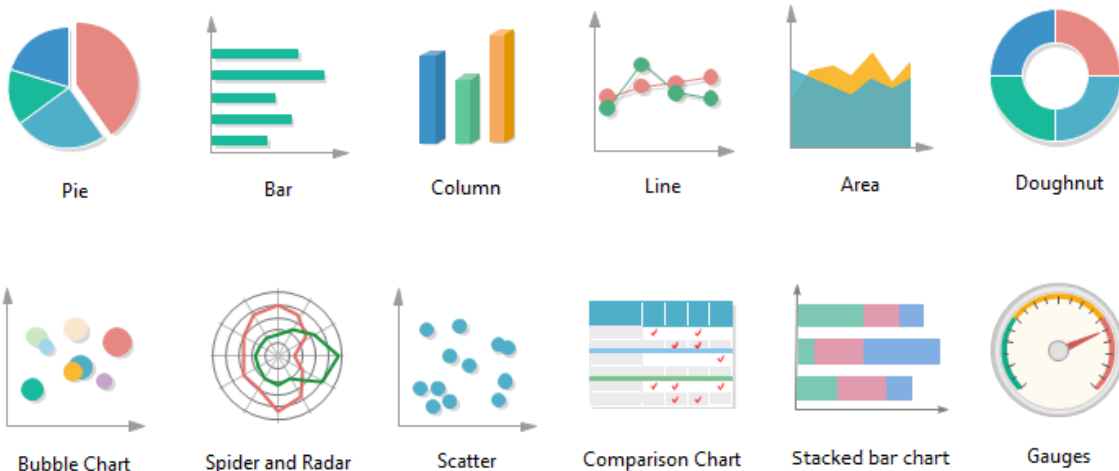 Pie
Bar
Column
Line
Area
Doughnut
Bubble Chart
Spider and Radar
Scatter
Comparison Chart
Stacked bar chart
Gauges